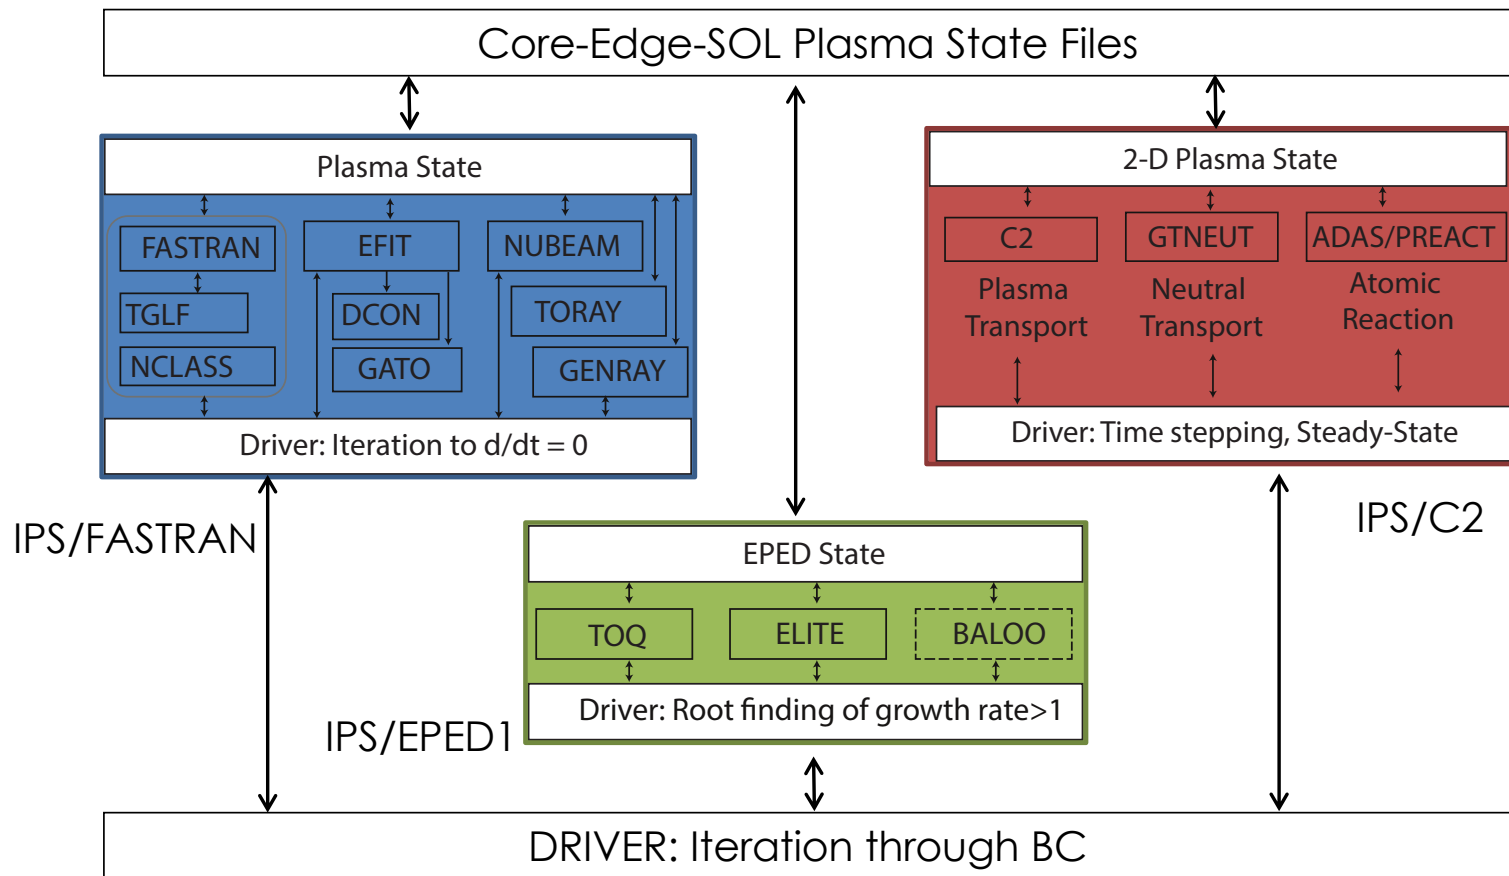 Core-Edge-SOL Plasma State Files
Plasma State
FASTRAN
EFIT
NUBEAM
TGLF
DCON
TORAY
NCLASS
GATO
GENRAY
Driver: Iteration to d/dt = 0
IPS/FASTRAN
2-D Plasma State
C2
GTNEUT
ADAS/PREACT
Plasma
Transport
Neutral
Transport
Atomic
Reaction
Driver: Time stepping, Steady-State
IPS/C2
EPED State
TOQ
ELITE
BALOO
Driver: Root finding of growth rate>1
IPS/EPED1
DRIVER: Iteration through BC